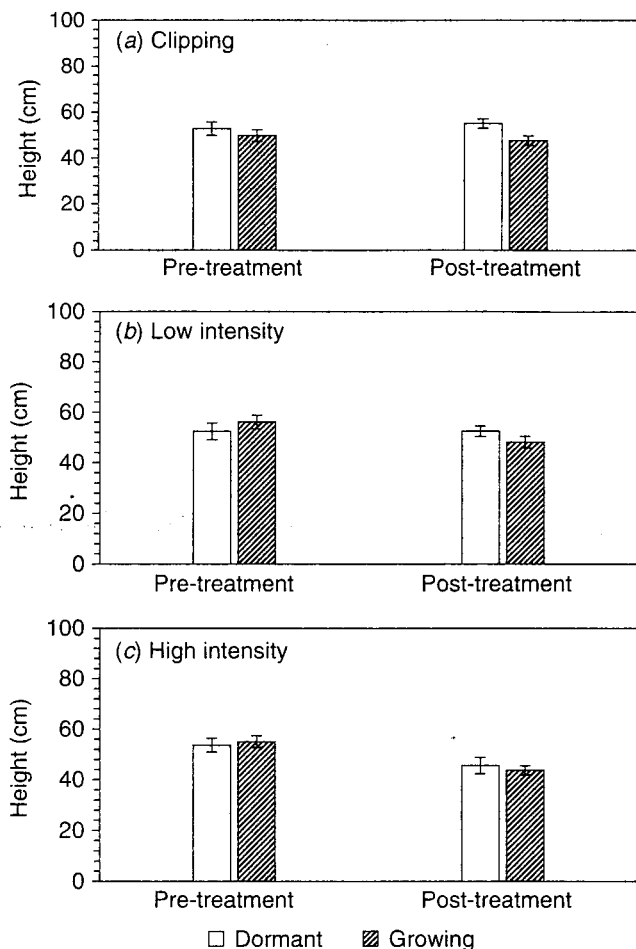 (a) Clipping
100
80
60
40
20
0
Height (cm)
Pre-treatment Post-treatment
(b) Low intensity
100
80
60
40
20
0
Height (cm)
Pre-treatment Post-treatment
(c) High intensity
100
80
60
40
20
0
Height (cm)
Pre-treatment Post-treatment
Dormant Growing